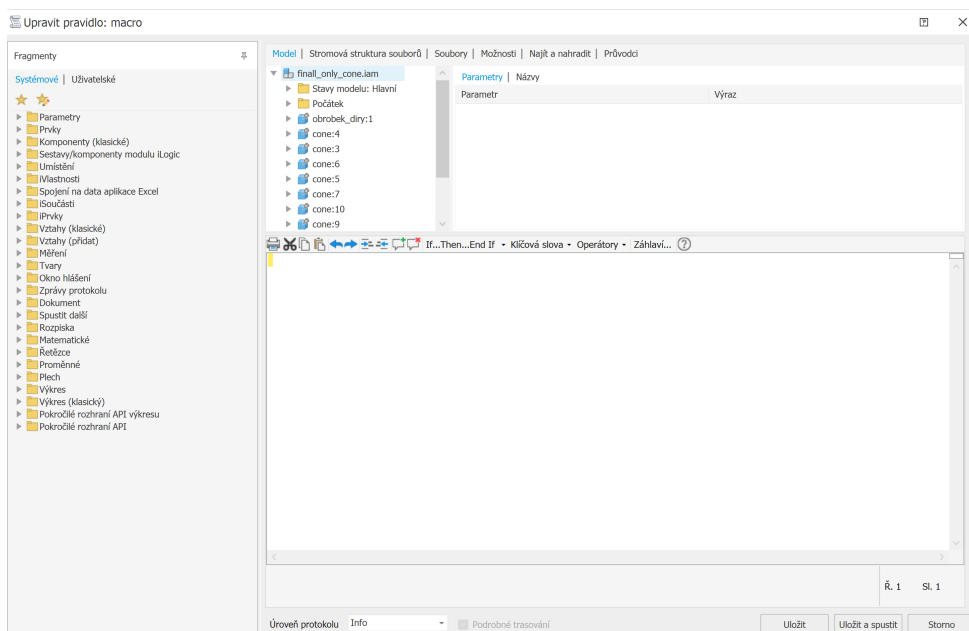 Upravit pravidlo: macro
Fragmenty
Systémové | Uživatelské
Parametry
Prvky
Komponenty (klasické)
Sestavy/komponenty modulu iLogic
Umístění
iVlastnosti
Spojení na data aplikace Excel
iSoučásti
iPrvky
Vztahy (klasické)
Vztahy (přidat)
Měření
Tvary
Okno hlášení
Zprávy protokolu
Dokument
Spustit další
Rozpiska
Matematické
Řetězce
Proměnné
Plech
Výkres
Výkres (klasický)
Pokročilé rozhraní API výkresu
Pokročilé rozhraní API
Model | Stromová struktura souborů | Soubory | Možnosti | Najít a nahradit | Průvodci
finall_only_cone.iam
Stavy modelu: Hlavní
Počátek
obrobek_diry:1
cone:4
cone:3
cone:6
cone:5
cone:7
cone:10
cone:9
Parametry | Názvy
Parametr Výraz
If...Then...End If Klíčová slova Operátory Záhlaví...
Ř. 1 Sl. 1
Úroveň protokolu Info Podrobné trasování Uložit Uložit a spustit Storno